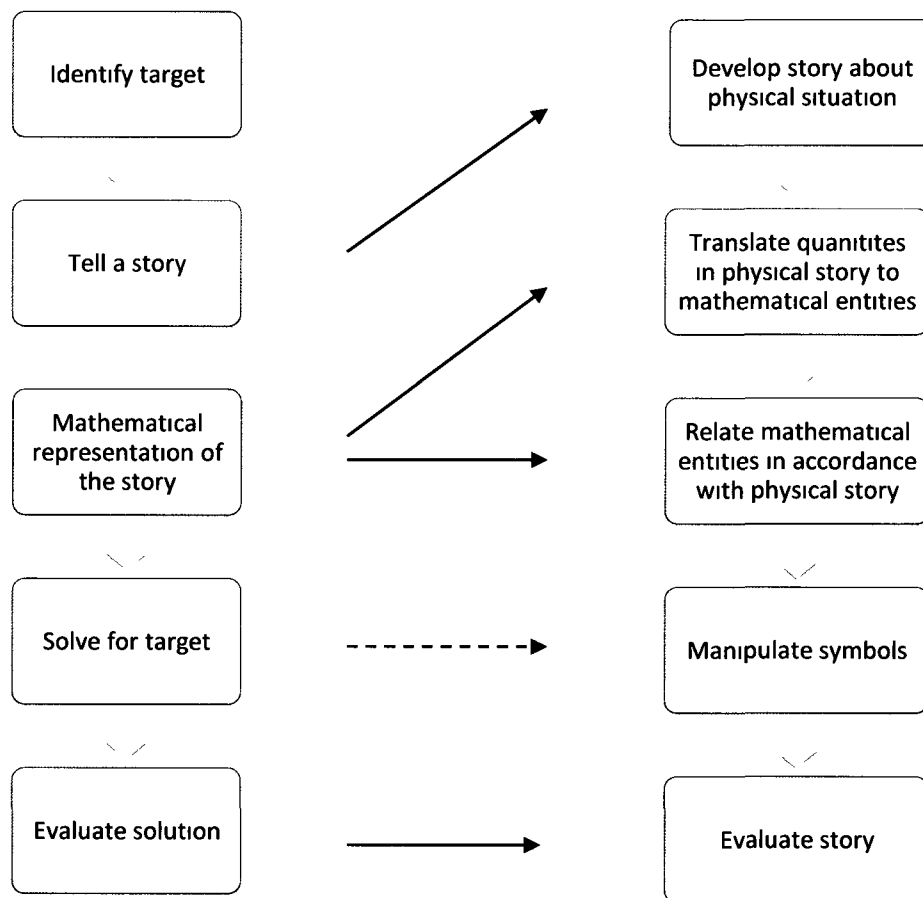 Identify target
Develop story about
physical situation
Tell a story
Translate quanitites
in physical story to
mathematical entities
Mathematical
representation of
the story
Relate mathematical
entities in accordance
with physical story
Solve for target
Manipulate symbols
Evaluate solution
Evaluate story